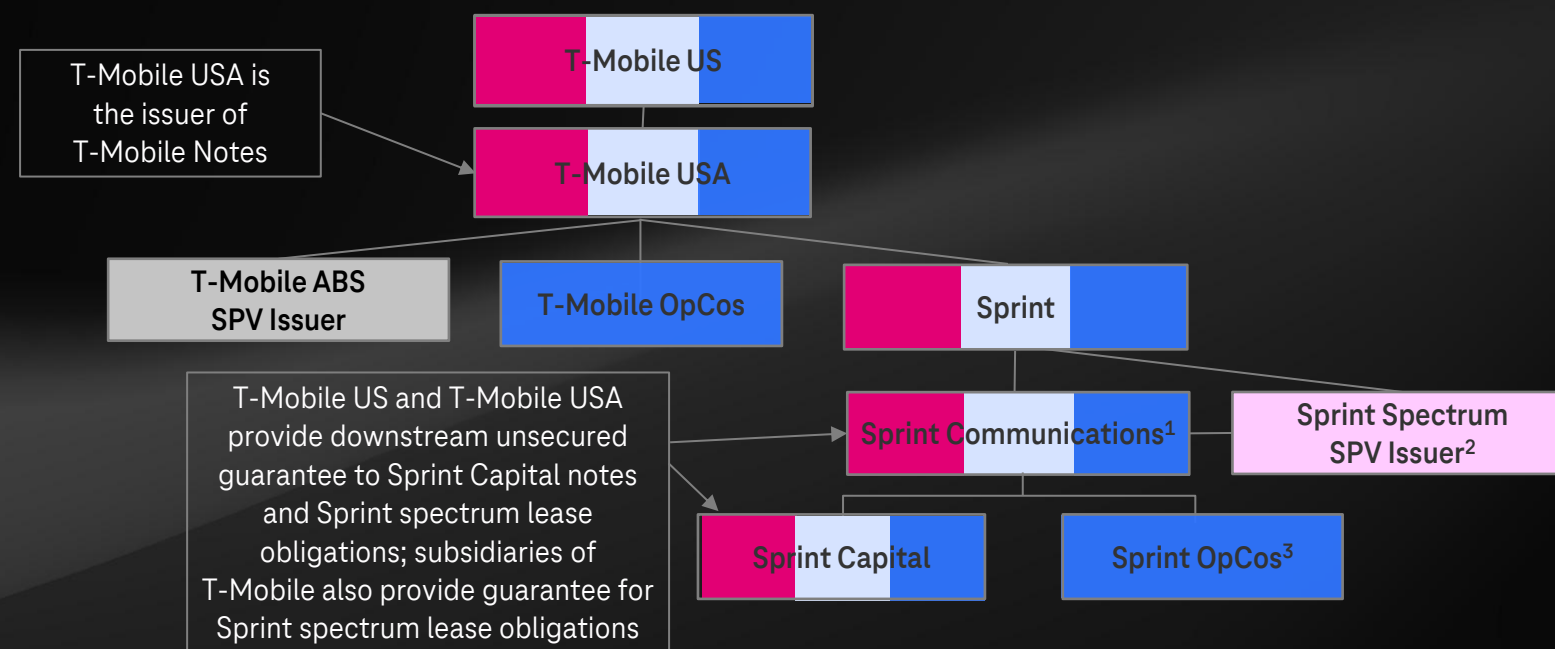 T-Mobile US
T-Mobile USA is
the issuer of
T-Mobile Notes
T-Mobile USA
T-Mobile ABS
SPV Issuer
T-Mobile OpCos
Sprint
T-Mobile US and T-Mobile USA
provide downstream unsecured
guarantee to Sprint Capital notes
and Sprint spectrum lease
obligations; subsidiaries of
T-Mobile also provide guarantee for
Sprint spectrum lease obligations
Sprint Communications¹
Sprint Spectrum
SPV Issuer²
Sprint Capital
Sprint OpCos³